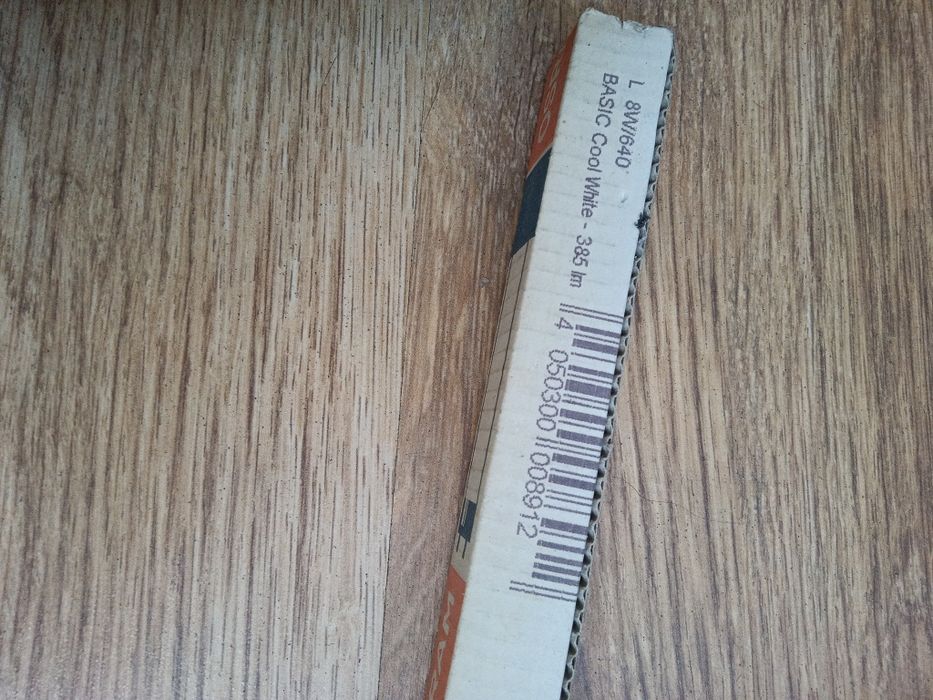 L 8W/640
BASIC Cool White - 385 lm
4 050300 008912